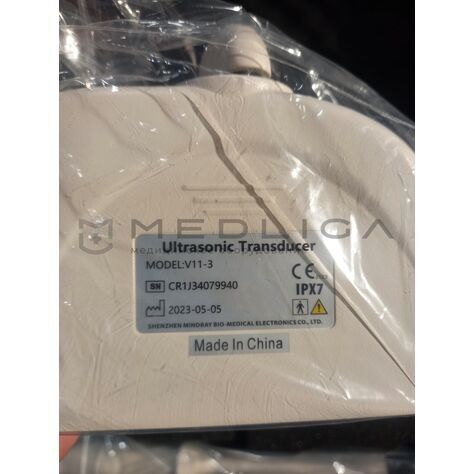 MEDLIGA
Ultrasonic Transducer
MODEL:V11-3
CE
SN CR1J34079940
IPX7
2023-05-05
SHENZHEN MINDRAY BIO-MEDICAL ELECTRONICS CO., LTD.
Made In China